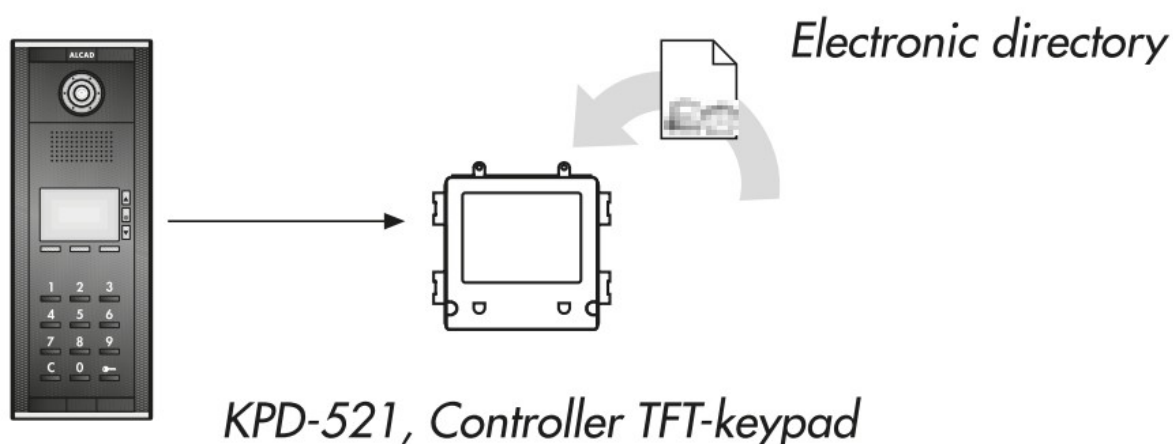 Electronic directory
ALCAD
1 2 3
4 5 6
7 8 9
C 0
KPD-521, Controller TFT-keypad